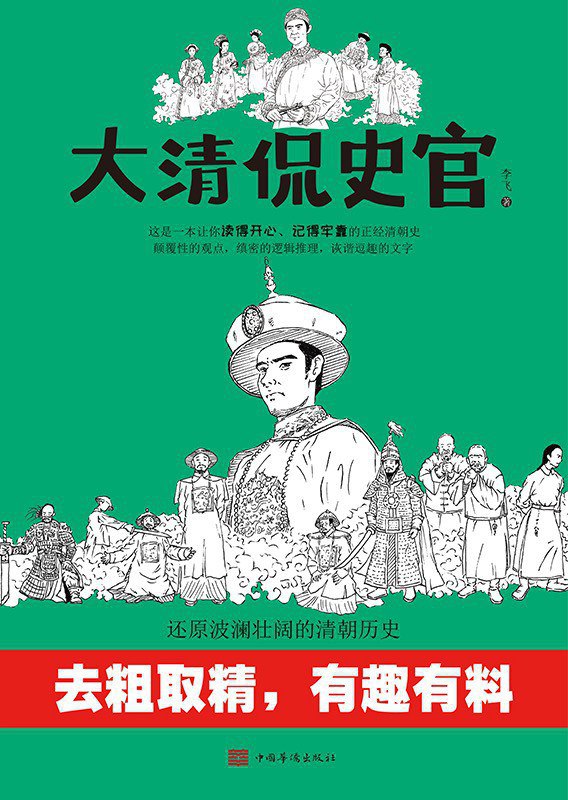 大清侃史官
李飞 著
这是一本让你读得开心、记得牢靠的正经清朝史
颠覆性的观点，缜密的逻辑推理，诙谐逗趣的文字
还原波澜壮阔的清朝历史
去粗取精，有趣有料
中国华侨出版社